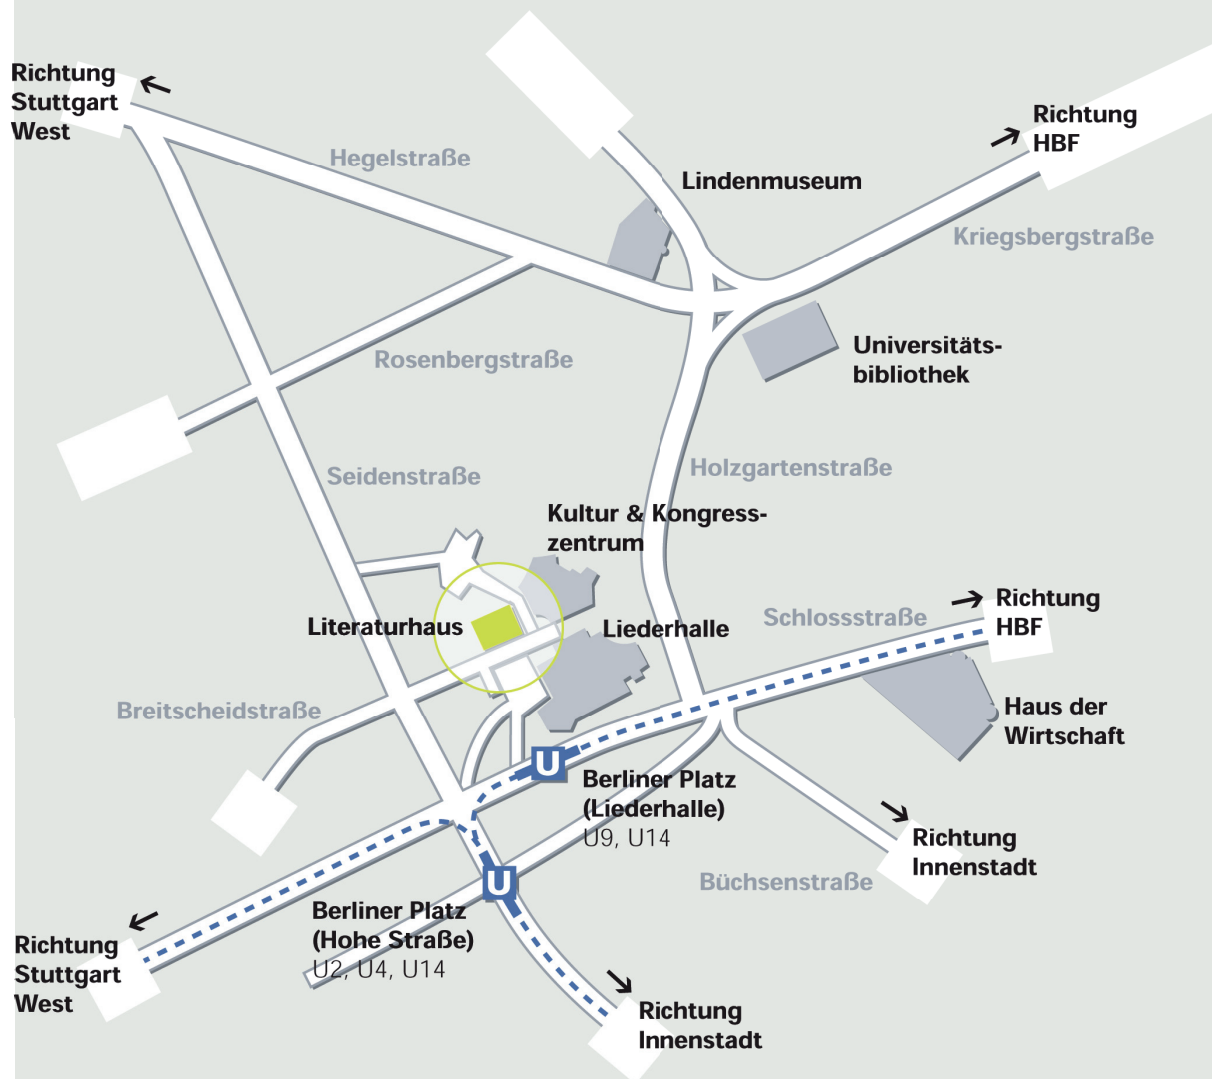 Richtung
Stuttgart
West
Hegelstraße
Richtung
HBF
Lindenmuseum
Kriegsbergstraße
Rosenbergstraße
Universitäts-
bibliothek
Seidenstraße
Holzgartenstraße
Kultur & Kongress-
zentrum
Literaturhaus
Liederhalle
Schlossstraße
Richtung
HBF
Breitscheidstraße
Haus der
Wirtschaft
U
Berliner Platz
(Liederhalle)
U9, U14
Richtung
Innenstadt
Büchsenstraße
U
Berliner Platz
(Hohe Straße)
U2, U4, U14
Richtung
Stuttgart
West
Richtung
Innenstadt